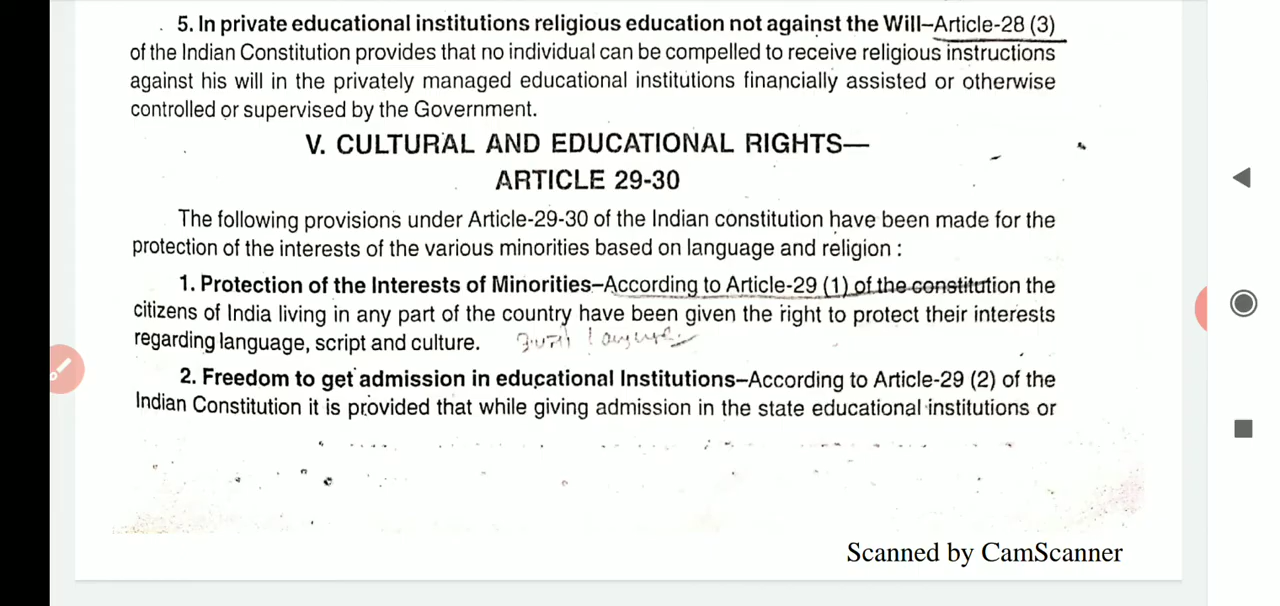 5. In private educational institutions religious education not against the Will–Article-28 (3)
of the Indian Constitution provides that no individual can be compelled to receive religious instructions
against his will in the privately managed educational institutions financially assisted or otherwise
controlled or supervised by the Government.
V. CULTURAL AND EDUCATIONAL RIGHTS—
ARTICLE 29-30
The following provisions under Article-29-30 of the Indian constitution have been made for the
protection of the interests of the various minorities based on language and religion :
1. Protection of the Interests of Minorities–According to Article-29 (1) of the constitution the
citizens of India living in any part of the country have been given the right to protect their interests
regarding language, script and culture.
2. Freedom to get admission in educational Institutions–According to Article-29 (2) of the
Indian Constitution it is provided that while giving admission in the state educational institutions or
Scanned by CamScanner